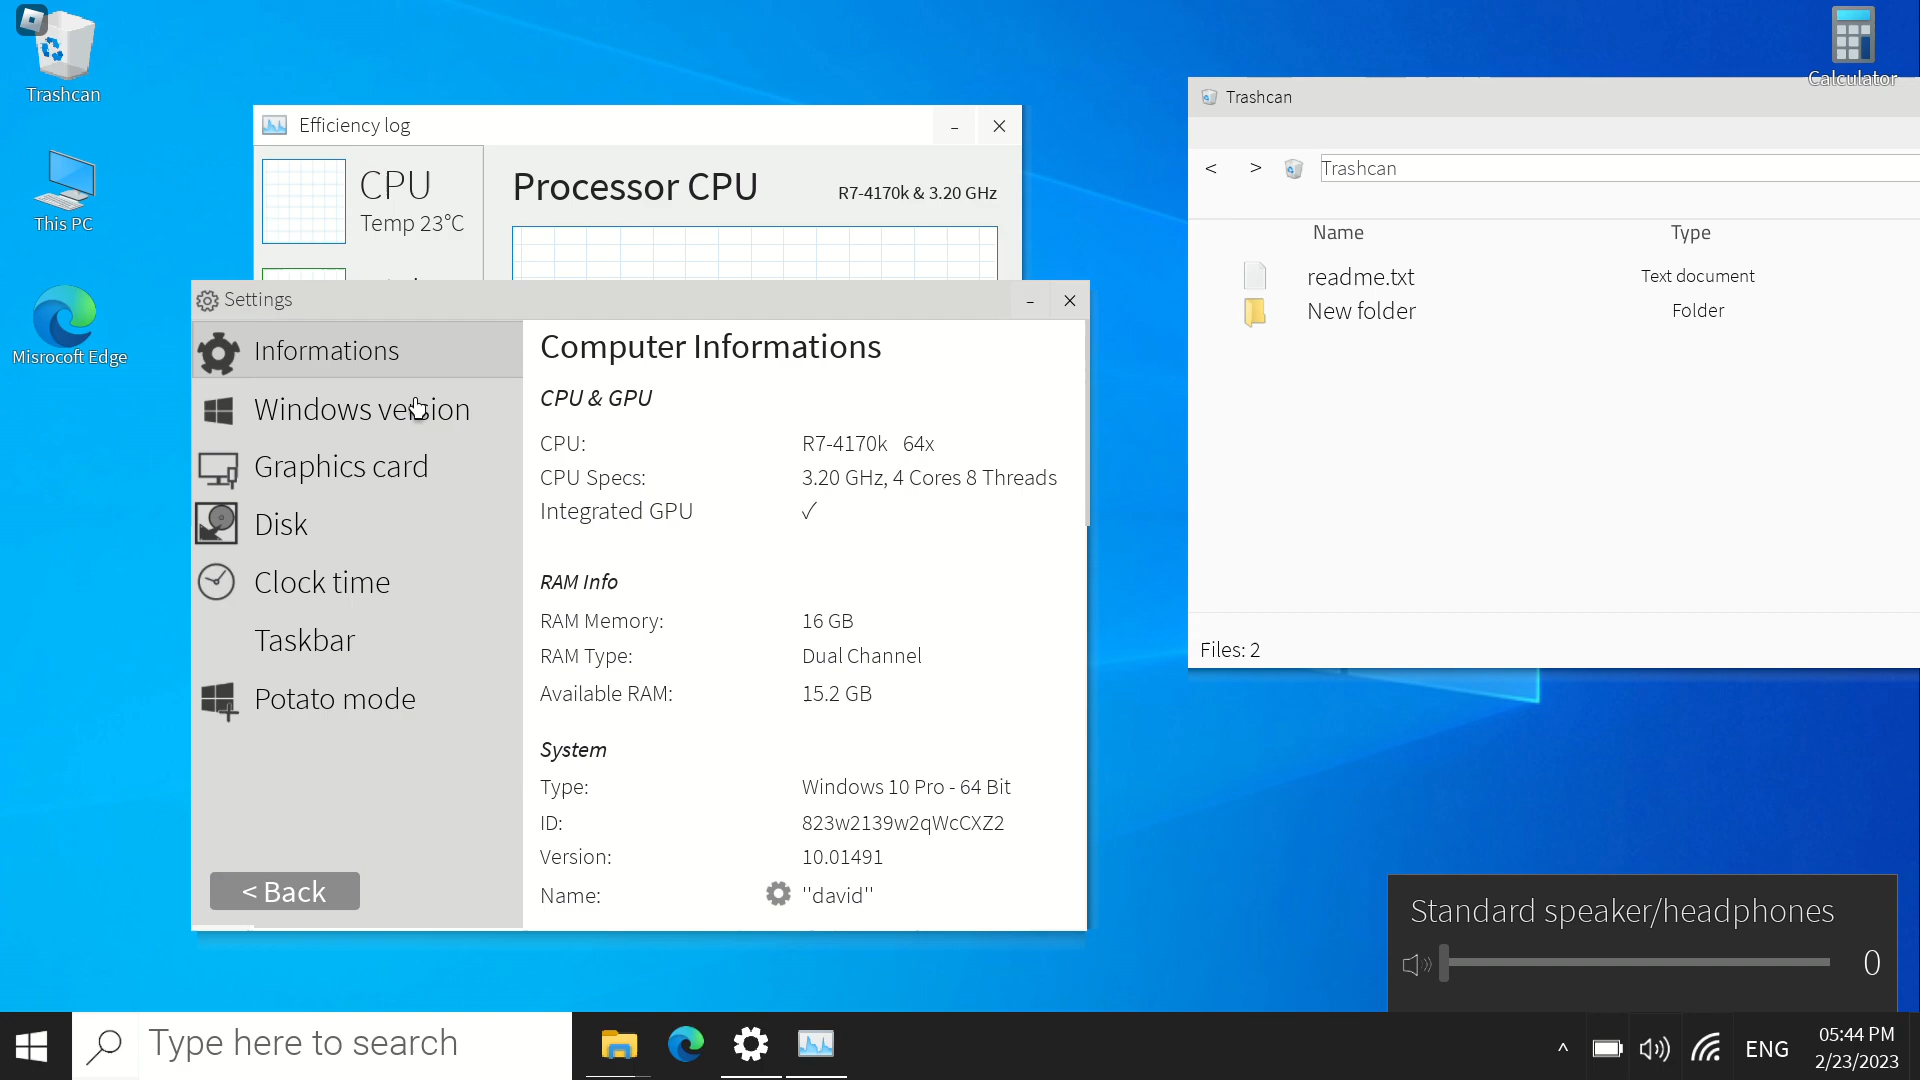 Trashcan
This PC
Misrocoft Edge
Calculator
Efficiency log
CPU
Temp 23°C
Processor CPU
R7-4170k & 3.20 GHz
Settings
Informations
Windows version
Graphics card
Disk
Clock time
Taskbar
Potato mode
< Back
Computer Informations
CPU & GPU
CPU: R7-4170k 64x
CPU Specs: 3.20 GHz, 4 Cores 8 Threads
Integrated GPU ✓
RAM Info
RAM Memory: 16 GB
RAM Type: Dual Channel
Available RAM: 15.2 GB
System
Type: Windows 10 Pro - 64 Bit
ID: 823w2139w2qWcCXZ2
Version: 10.01491
Name: ''david''
Trashcan
< > Trashcan
Name Type
readme.txt Text document
New folder Folder
Files: 2
Standard speaker/headphones
0
Type here to search
^ ENG
05:44 PM
2/23/2023